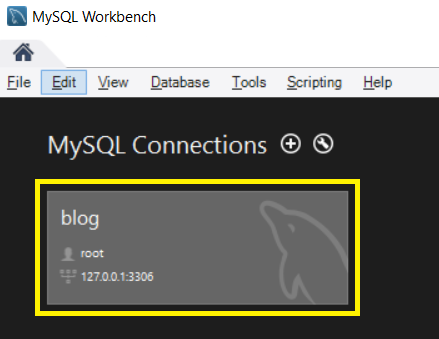 MySQL Workbench
File Edit View Database Tools Scripting Help
MySQL Connections
blog
root
127.0.0.1:3306